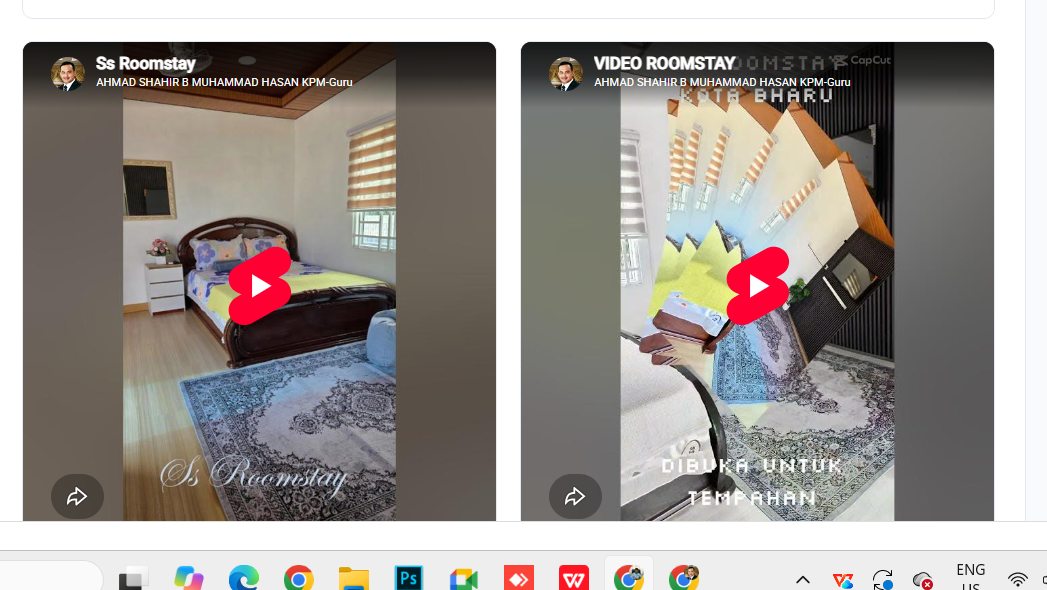 Ss Roomstay
AHMAD SHAHIR B MUHAMMAD HASAN KPM-Guru
Ss Roomstay
VIDEO ROOMSTAY
AHMAD SHAHIR B MUHAMMAD HASAN KPM-Guru
CapCut
KOTA BHARU
DIBUKA UNTUK
TEMPAHAN
Ps
ENG
US